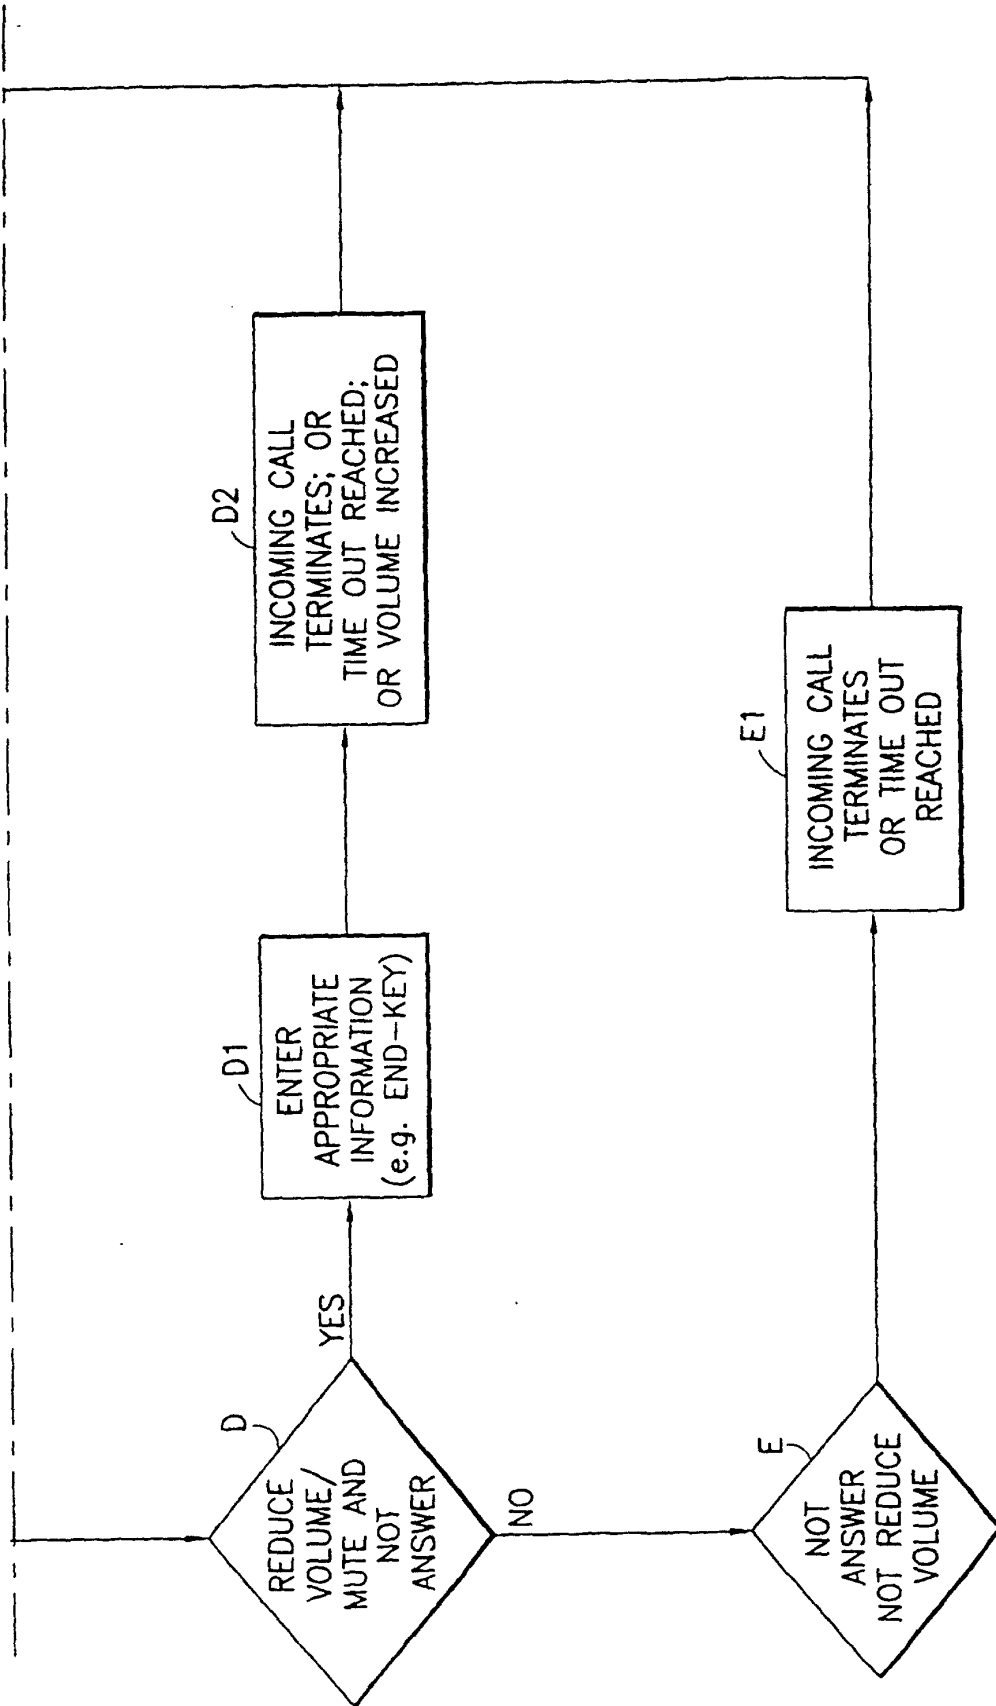 D
REDUCE
VOLUME/
MUTE AND
NOT
ANSWER
YES
D1
ENTER
APPROPRIATE
INFORMATION
(e.g. END-KEY)
D2
INCOMING CALL
TERMINATES; OR
TIME OUT REACHED;
OR VOLUME INCREASED
NO
E
NOT
ANSWER
NOT REDUCE
VOLUME
E1
INCOMING CALL
TERMINATES
OR TIME OUT
REACHED